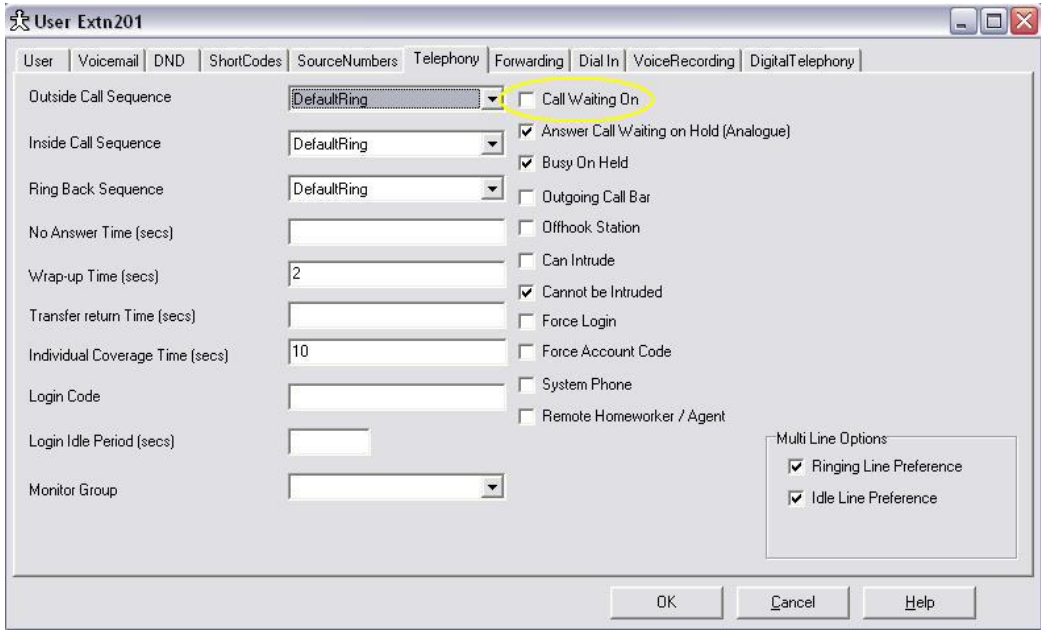 User Extn201
User Voicemail DND ShortCodes SourceNumbers Telephony Forwarding Dial In VoiceRecording DigitalTelephony
Outside Call Sequence DefaultRing Call Waiting On
Answer Call Waiting on Hold (Analogue)
Inside Call Sequence DefaultRing
Busy On Held
Ring Back Sequence DefaultRing
Outgoing Call Bar
No Answer Time (secs) Offhook Station
Can Intrude
Wrap-up Time (secs) 2
Cannot be Intruded
Transfer return Time (secs) Force Login
Individual Coverage Time (secs) 10 Force Account Code
System Phone
Login Code
Remote Homeworker / Agent
Login Idle Period (secs)
Multi Line Options
Ringing Line Preference
Monitor Group
Idle Line Preference
OK Cancel Help